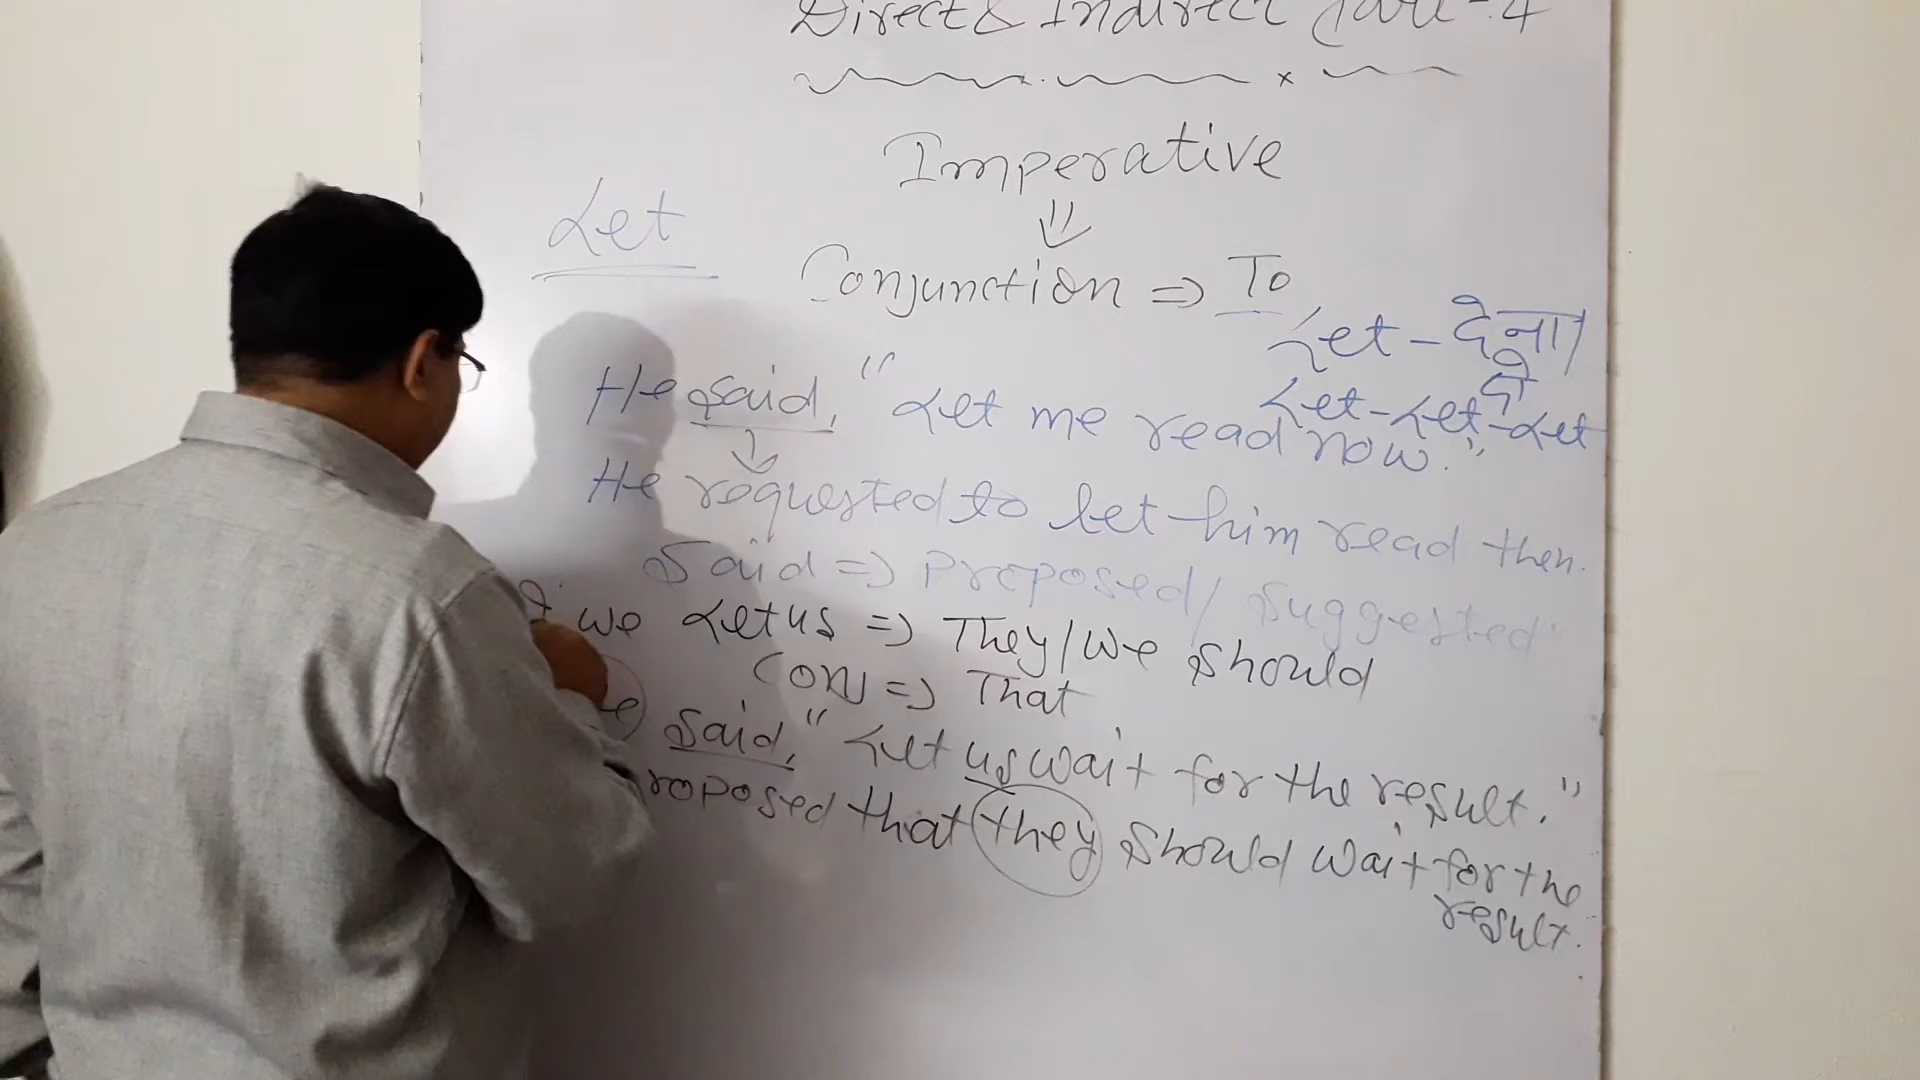 Direct & Indirect Part-4
Imperative
Let
Conjunction ⇒ To
Let - देना / दो
Let-Let-Let
He said, "Let me read now."
He requested to let him read then.
Said ⇒ Proposed / Suggested
I we Let us ⇒ They/We should
Conj ⇒ That
said, "Let us wait for the result."
roposed that they should wait for the
result.